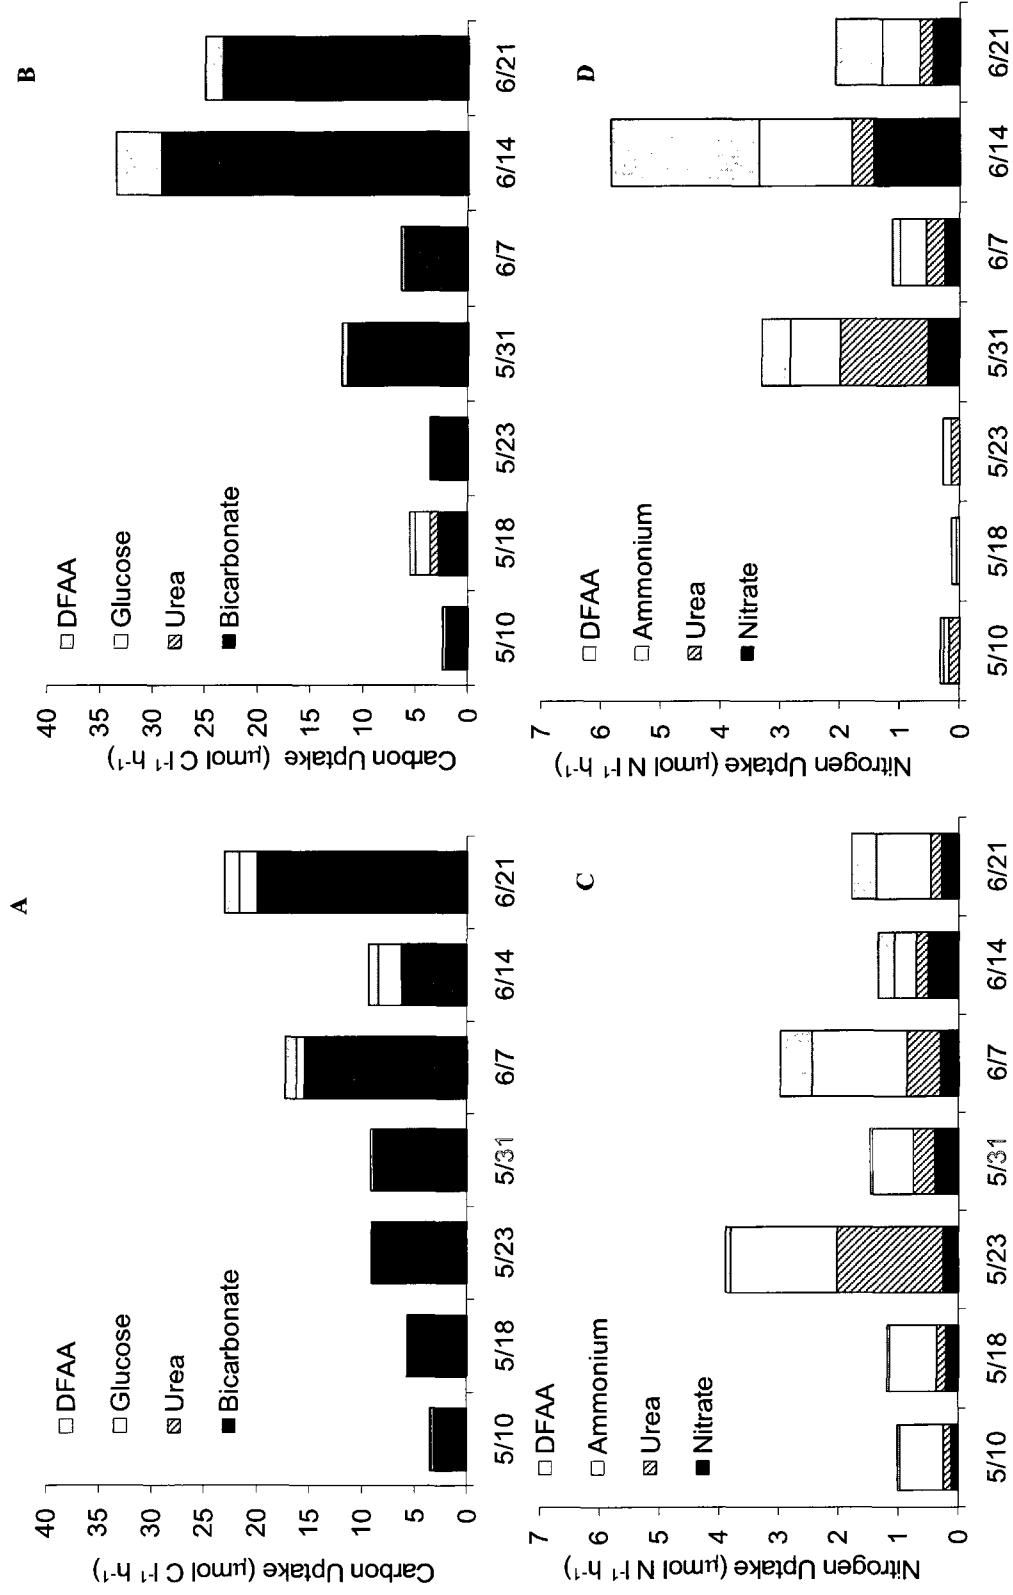 A
40
35
30
25
20
15
10
5
0
Carbon Uptake (µmol C l⁻¹ h⁻¹)
DFAA
Glucose
Urea
Bicarbonate
5/10 5/18 5/23 5/31 6/7 6/14 6/21
B
40
35
30
25
20
15
10
5
0
Carbon Uptake (µmol C l⁻¹ h⁻¹)
DFAA
Glucose
Urea
Bicarbonate
5/10 5/18 5/23 5/31 6/7 6/14 6/21
C
7
6
5
4
3
2
1
0
Nitrogen Uptake (µmol N l⁻¹ h⁻¹)
DFAA
Ammonium
Urea
Nitrate
5/10 5/18 5/23 5/31 6/7 6/14 6/21
D
7
6
5
4
3
2
1
0
Nitrogen Uptake (µmol N l⁻¹ h⁻¹)
DFAA
Ammonium
Urea
Nitrate
5/10 5/18 5/23 5/31 6/7 6/14 6/21